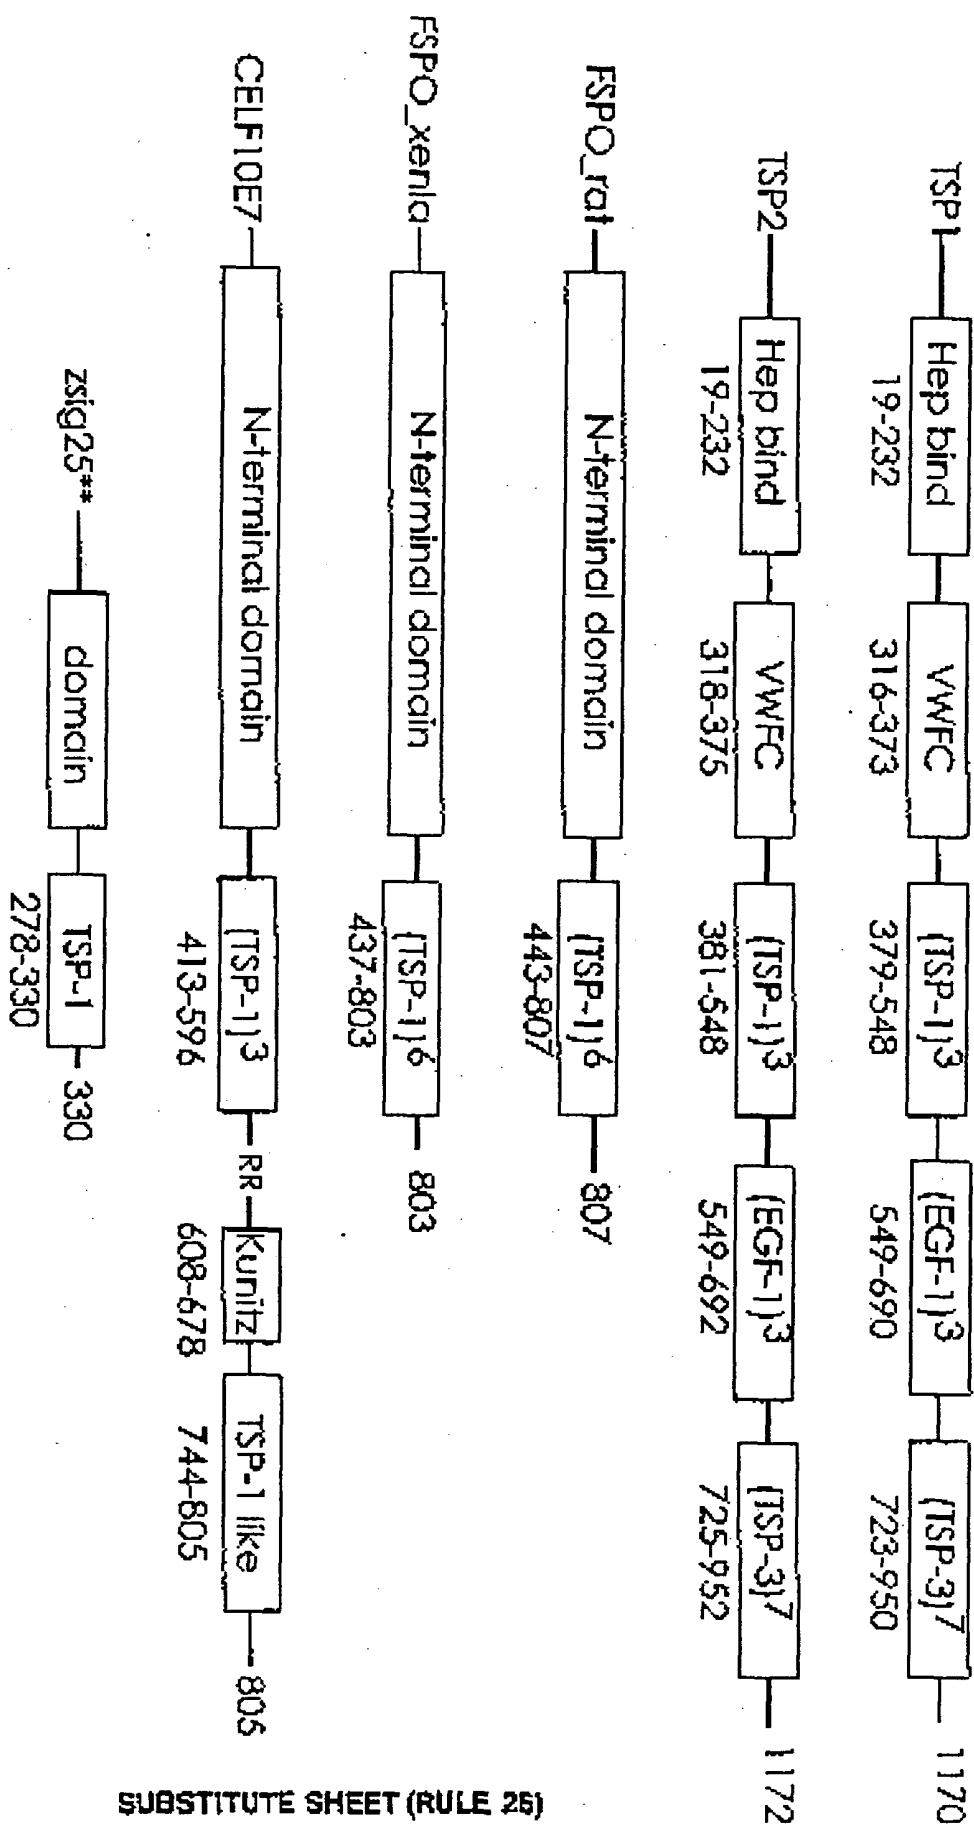 TSP1
Hep bind
VWFC
(TSP-1)3
(EGF-1)3
(TSP-3)7
1170
19-232
316-373
379-548
549-690
723-950
TSP2
Hep bind
VWFC
(TSP-1)3
(EGF-1)3
(TSP-3)7
1172
19-232
318-375
381-548
549-692
725-952
FSPO_rat
N-terminal domain
(TSP-1)6
807
443-807
FSPO_xenla
N-terminal domain
(TSP-1)6
803
437-803
CELF10E7
N-terminal domain
(TSP-1)3
RR
Kunitz
TSP-1 like
805
413-596
608-678
744-805
zsig25**
domain
TSP-1
330
278-330
SUBSTITUTE SHEET (RULE 26)